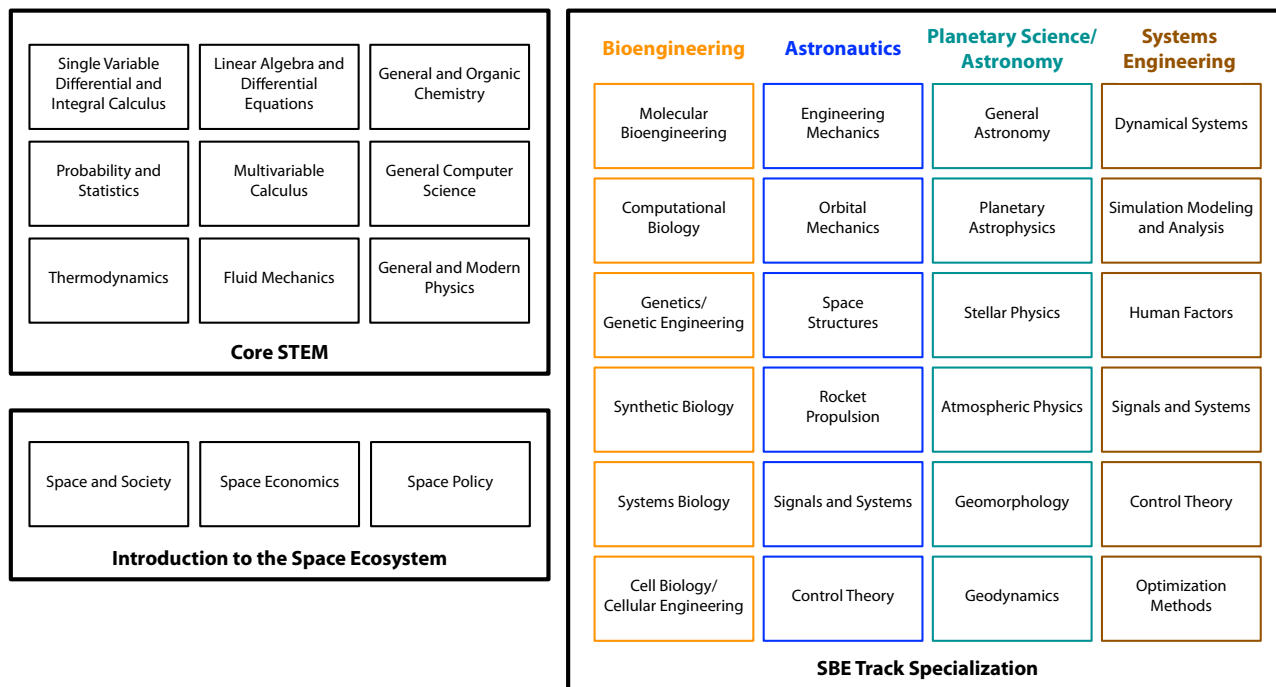 Single Variable
Differential and
Integral Calculus
Linear Algebra and
Differential
Equations
General and Organic
Chemistry
Probability and
Statistics
Multivariable
Calculus
General Computer
Science
Thermodynamics
Fluid Mechanics
General and Modern
Physics
Core STEM
Space and Society
Space Economics
Space Policy
Introduction to the Space Ecosystem
Bioengineering
Molecular
Bioengineering
Computational
Biology
Genetics/
Genetic Engineering
Synthetic Biology
Systems Biology
Cell Biology/
Cellular Engineering
Astronautics
Engineering
Mechanics
Orbital
Mechanics
Space
Structures
Rocket
Propulsion
Signals and Systems
Control Theory
Planetary Science/
Astronomy
General
Astronomy
Planetary
Astrophysics
Stellar Physics
Atmospheric Physics
Geomorphology
Geodynamics
Systems
Engineering
Dynamical Systems
Simulation Modeling
and Analysis
Human Factors
Signals and Systems
Control Theory
Optimization
Methods
SBE Track Specialization